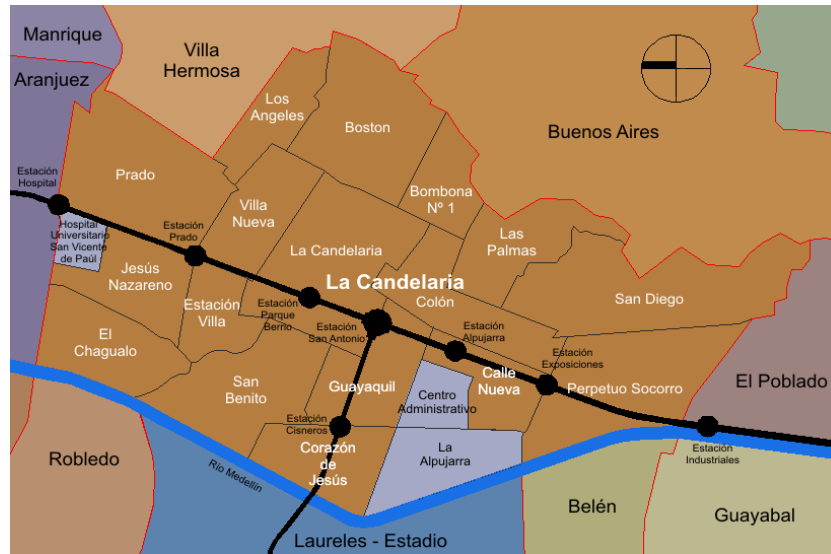 Manrique
Villa
Hermosa
Aranjuez
Los
Angeles
Boston
Buenos Aires
Estación
Hospital
Prado
Bombona
Nº 1
Villa
Nueva
Hospital
Universitario
San Vicente
de Paúl
Estación
Prado
Las
Palmas
La Candelaria
Jesús
Nazareno
La Candelaria
Colón
San Diego
Estación
Villa
Estación
Parque
Berrio
Estación
San Antonio
Estación
Alpujarra
El
Chagualo
Estación
Exposiciones
San
Benito
Guayaquil
Calle
Nueva
Perpetuo Socorro
El Poblado
Centro
Administrativo
Estación
Cisneros
Corazón
de
Jesús
La
Alpujarra
Estación
Industriales
Robledo
Río Medellín
Belén
Guayabal
Laureles - Estadio